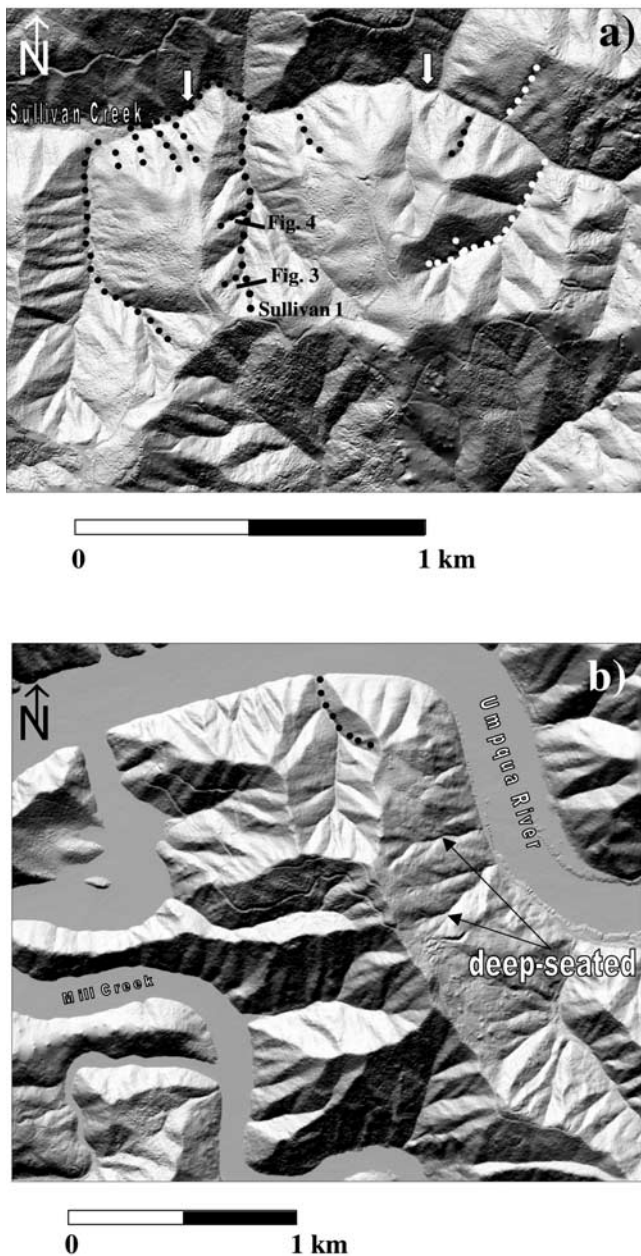 a)
N
Sullivan Creek
Fig. 4
Fig. 3
Sullivan 1
0 1 km
b)
N
Umpqua River
deep-seated
Mill Creek
0 1 km